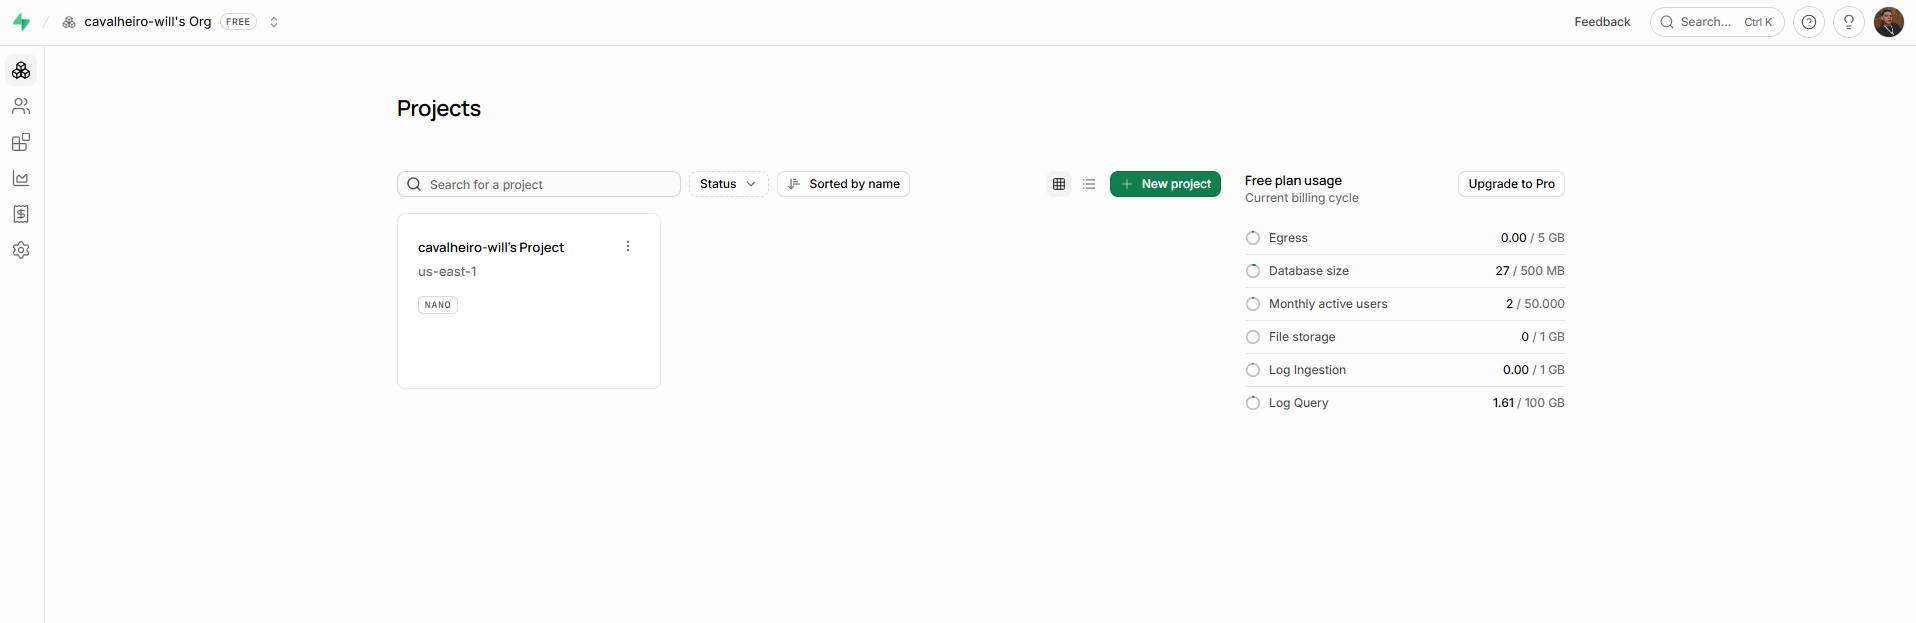 cavalheiro-will's Org FREE
Feedback
Search... Ctrl K
Projects
Search for a project
Status
Sorted by name
New project
cavalheiro-will's Project
us-east-1
NANO
Free plan usage
Current billing cycle
Upgrade to Pro
Egress 0.00 / 5 GB
Database size 27 / 500 MB
Monthly active users 2 / 50.000
File storage 0 / 1 GB
Log Ingestion 0.00 / 1 GB
Log Query 1.61 / 100 GB